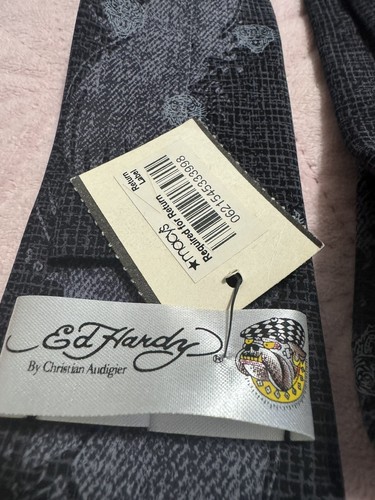 ★macy's
Required for Return
062154533998
Return
Label
Ed Hardy®
By Christian Audigier